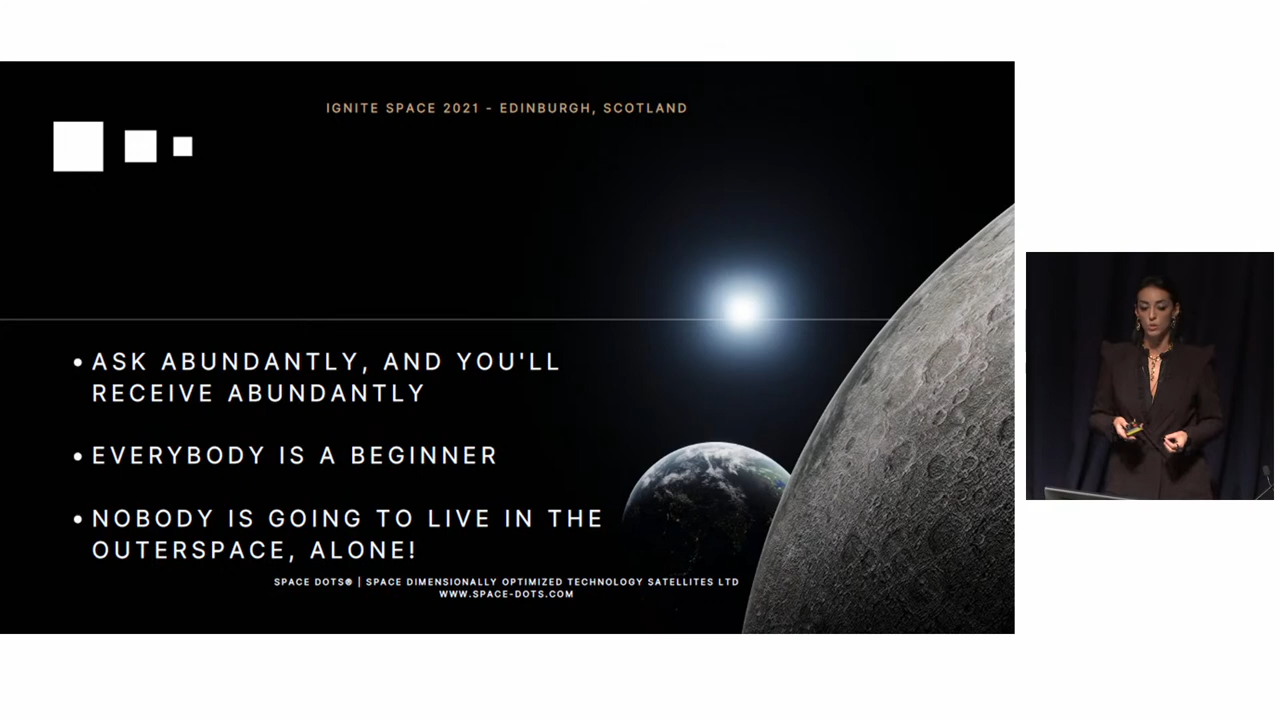 IGNITE SPACE 2021 - EDINBURGH, SCOTLAND
• ASK ABUNDANTLY, AND YOU'LL
RECEIVE ABUNDANTLY
• EVERYBODY IS A BEGINNER
• NOBODY IS GOING TO LIVE IN THE
OUTERSPACE, ALONE!
SPACE DOTS® | SPACE DIMENSIONALLY OPTIMIZED TECHNOLOGY SATELLITES LTD
WWW.SPACE-DOTS.COM